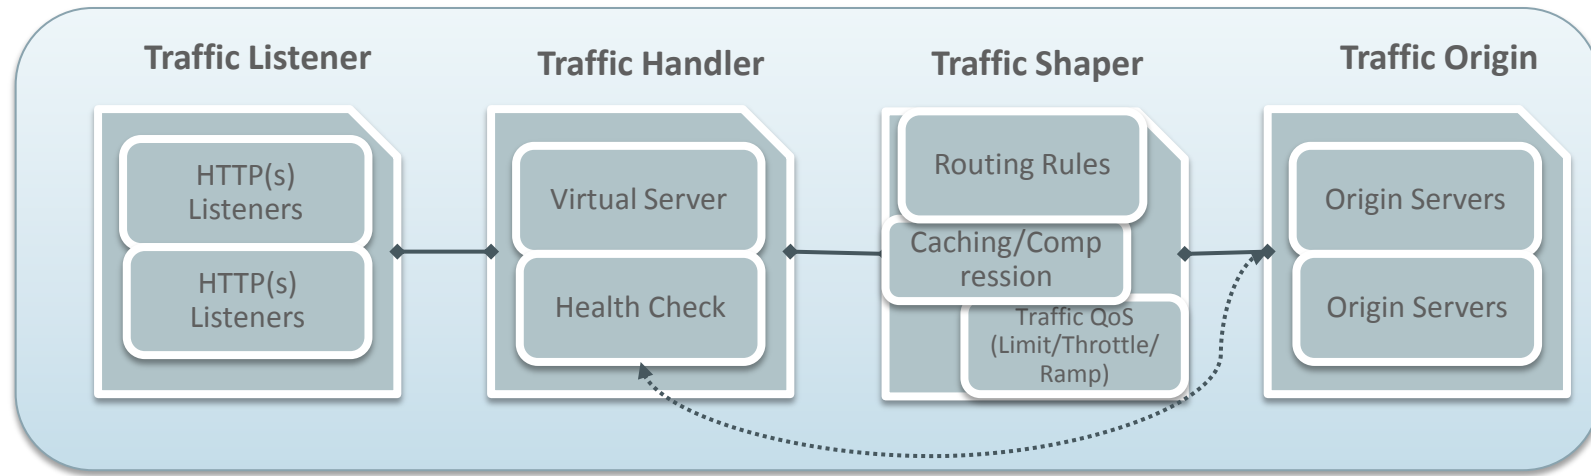 Traffic Listener
HTTP(s)
Listeners
HTTP(s)
Listeners
Traffic Handler
Virtual Server
Health Check
Traffic Shaper
Routing Rules
Caching/Comp
ression
Traffic QoS
(Limit/Throttle/
Ramp)
Traffic Origin
Origin Servers
Origin Servers